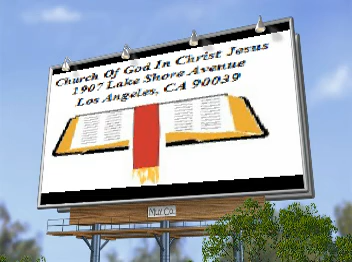 Church Of God In Christ Jesus
1907 Lake Shore Avenue
Los Angeles, CA 90039